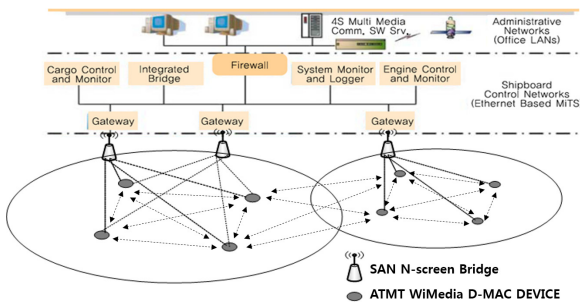 4S Multi Media
Comm, SW Srv.
Administrative
Networks
(Office LANs)
Firewall
Cargo Control
and Monitor
Integrated
Bridge
System Monitor
and Logger
Engine Control
and Monitor
Shipboard
Control Networks
(Ethernet Based MiTS
Gateway
Gateway
Gateway
SAN N-screen Bridge
ATMT WiMedia D-MAC DEVICE